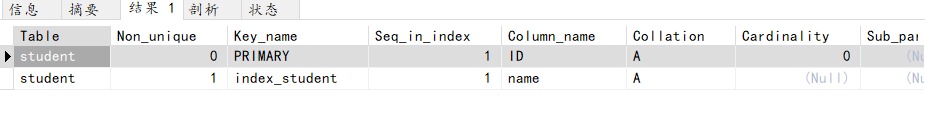 信息 摘要 结果 1 剖析 状态
Table Non_unique Key_name Seq_in_index Column_name Collation Cardinality Sub_par
student 0 PRIMARY 1 ID A 0 (Nu
student 1 index_student 1 name A (Null) (Nu